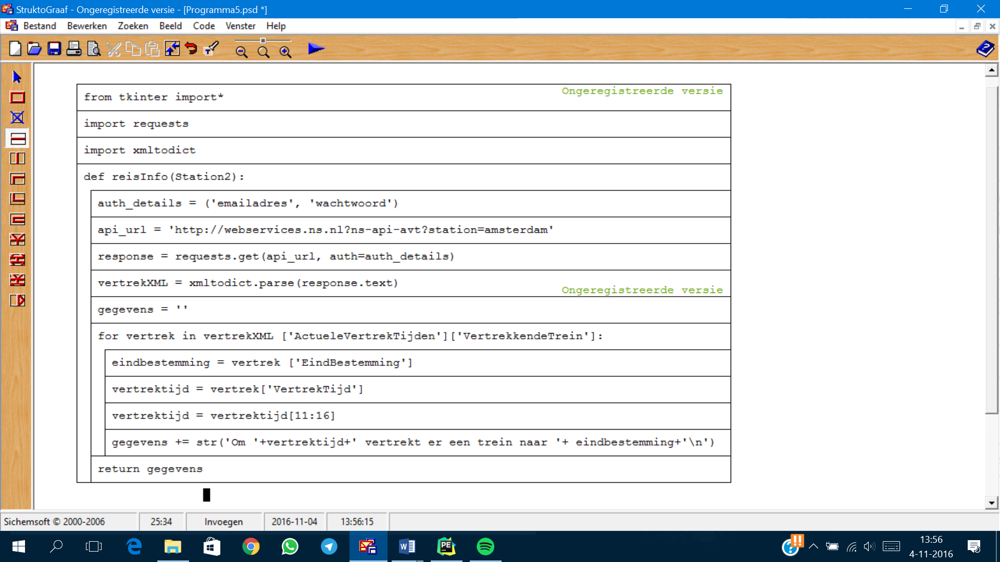 StruktoGraaf - Ongeregistreerde versie - [Programma5.psd *]
Bestand Bewerken Zoeken Beeld Code Venster Help
Ongeregistreerde versie
from tkinter import*
import requests
import xmltodict
def reisInfo(Station2):
auth_details = ('emailadres', 'wachtwoord')
api_url = 'http://webservices.ns.nl?ns-api-avt?station=amsterdam'
response = requests.get(api_url, auth=auth_details)
vertrekXML = xmltodict.parse(response.text)
Ongeregistreerde versie
gegevens = ''
for vertrek in vertrekXML ['ActueleVertrekTijden']['VertrekkendeTrein']:
eindbestemming = vertrek ['EindBestemming']
vertrektijd = vertrek['VertrekTijd']
vertrektijd = vertrektijd[11:16]
gegevens += str('Om '+vertrektijd+' vertrekt er een trein naar '+ eindbestemming+'\n')
return gegevens
Sichemsoft © 2000-2006 25:34 Invoegen 2016-11-04 13:56:15
13:56
4-11-2016